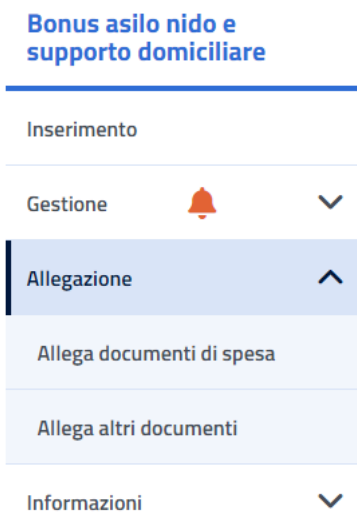 Bonus asilo nido e
supporto domiciliare
Inserimento
Gestione
Allegazione
Allega documenti di spesa
Allega altri documenti
Informazioni